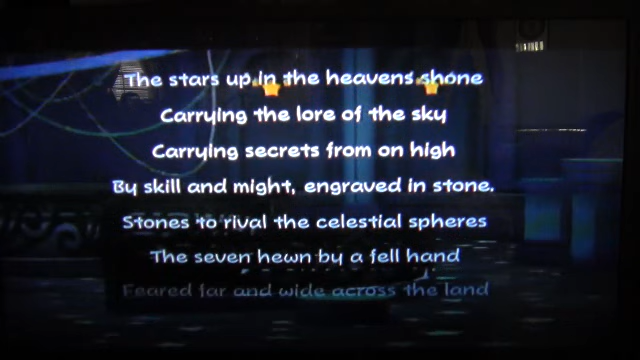 The stars up in the heavens shone
Carrying the lore of the sky
Carrying secrets from on high
By skill and might, engraved in stone.
Stones to rival the celestial spheres
The seven hewn by a fell hand
Feared far and wide across the land